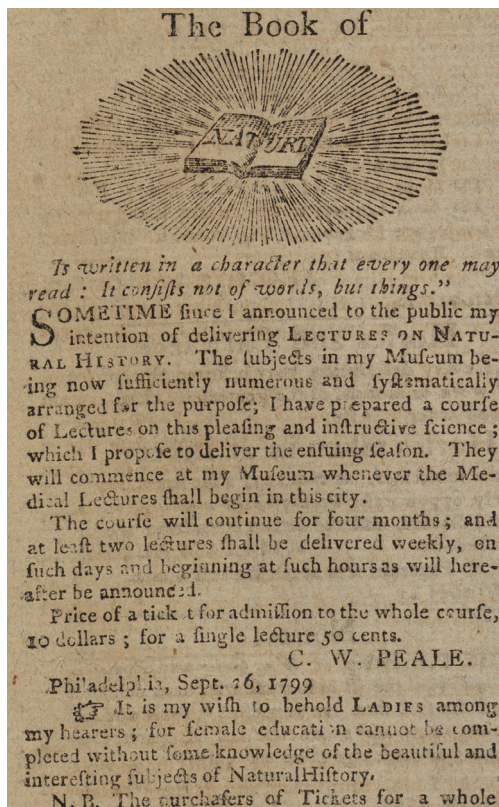 The Book of
NATURE
Is written in a character that every one may
read : It conſiſts not of words, but things.”
SOMETIME ſince I announced to the public my
intention of delivering LECTURES ON NATU-
RAL HISTORY. The ſubjects in my Muſeum be-
ing now ſufficiently numerous and ſyſtematically
arranged for the purpoſe; I have prepared a courſe
of Lectures on this pleaſing and inſtructive ſcience ;
which I propoſe to deliver the enſuing ſeaſon. They
will commence at my Muſeum whenever the Me-
dical Lectures ſhall begin in this city.
The courſe will continue for four months ; and
at leaſt two lectures ſhall be delivered weekly, on
ſuch days and beginning at ſuch hours as will here-
after be announced.
Price of a ticket for admiſſion to the whole courſe,
10 dollars ; for a ſingle lecture 50 cents.
C. W. PEALE.
Philadelphia, Sept. 26, 1799
☞ It is my wiſh to behold LADIES among
my hearers ; for female education cannot be com-
pleted without ſome knowledge of the beautiful and
intereſting ſubjects of Natural Hiſtory.
N. B. The purchaſers of Tickets for a whole